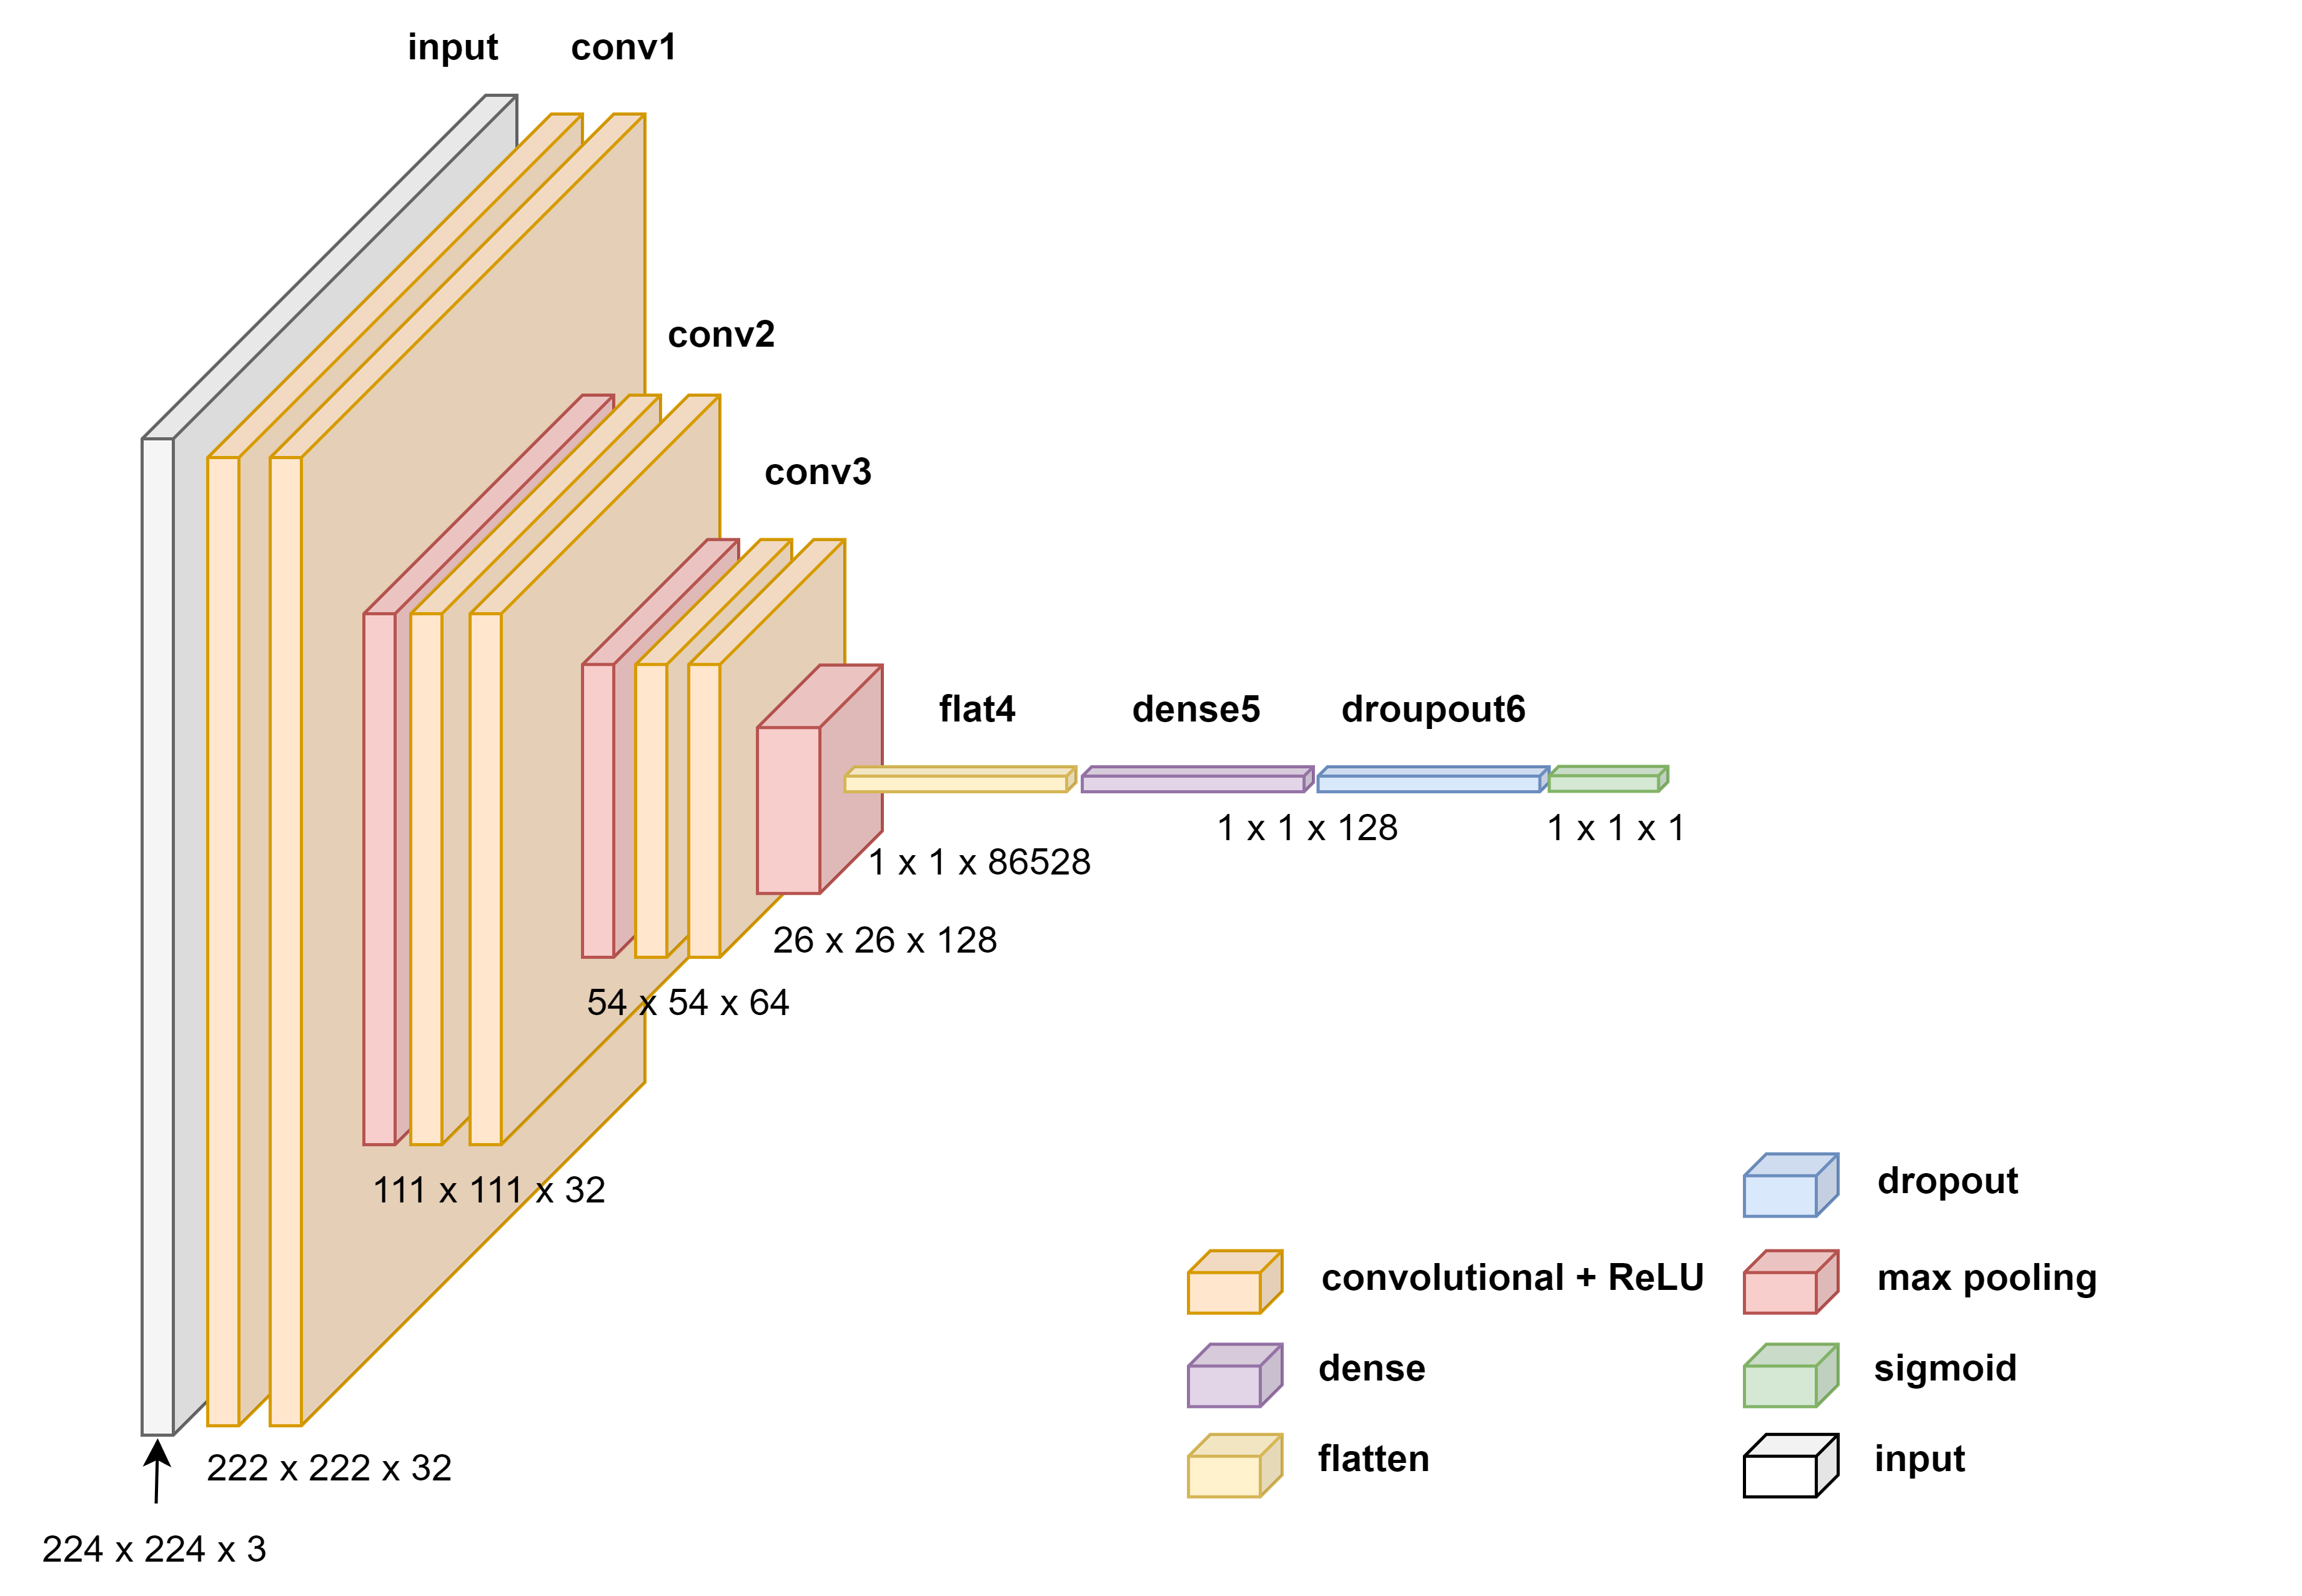 input
conv1
conv2
conv3
flat4
dense5
droupout6
1 x 1 x 128
1 x 1 x 1
1 x 1 x 86528
26 x 26 x 128
54 x 54 x 64
111 x 111 x 32
222 x 222 x 32
224 x 224 x 3
dropout
convolutional + ReLU
max pooling
dense
sigmoid
flatten
input